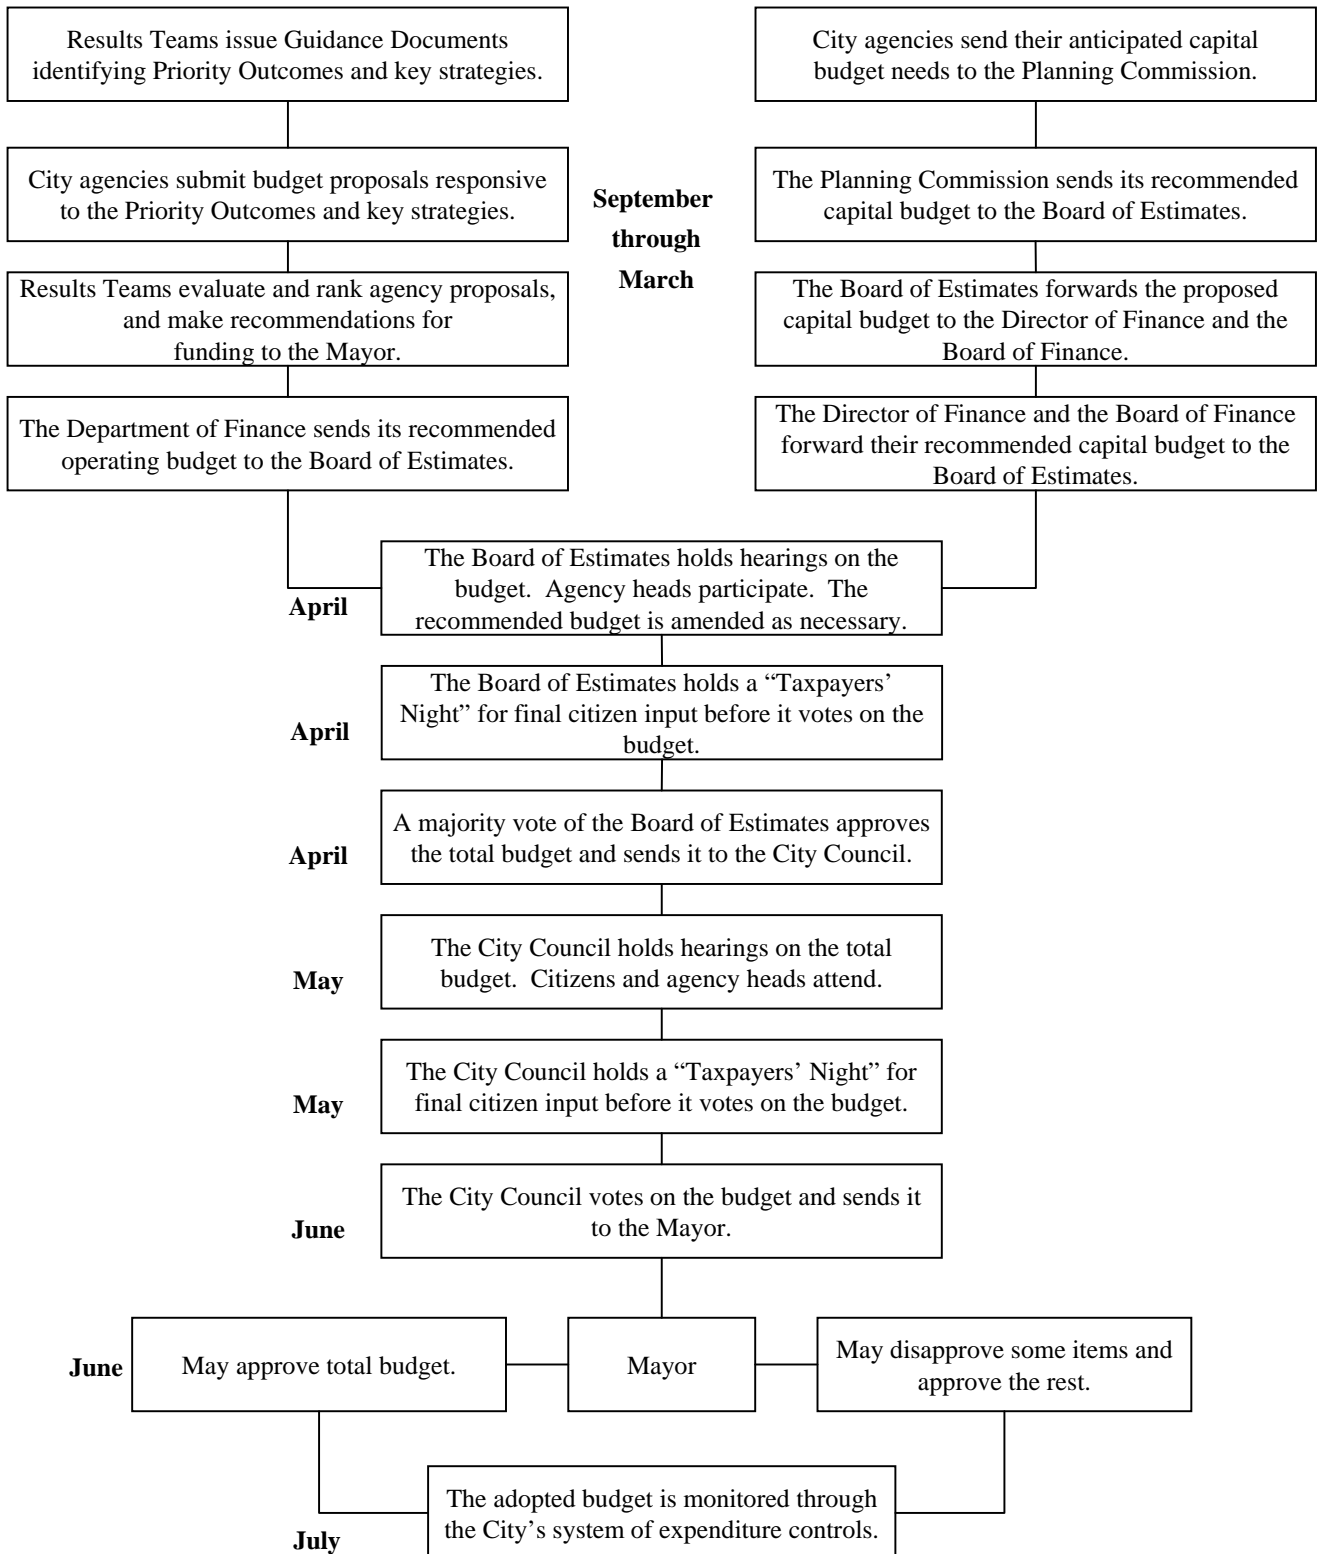 Results Teams issue Guidance Documents
identifying Priority Outcomes and key strategies.
City agencies submit budget proposals responsive
to the Priority Outcomes and key strategies.
Results Teams evaluate and rank agency proposals,
and make recommendations for
funding to the Mayor.
The Department of Finance sends its recommended
operating budget to the Board of Estimates.
September
through
March
City agencies send their anticipated capital
budget needs to the Planning Commission.
The Planning Commission sends its recommended
capital budget to the Board of Estimates.
The Board of Estimates forwards the proposed
capital budget to the Director of Finance and the
Board of Finance.
The Director of Finance and the Board of Finance
forward their recommended capital budget to the
Board of Estimates.
April
The Board of Estimates holds hearings on the
budget.  Agency heads participate.  The
recommended budget is amended as necessary.
April
The Board of Estimates holds a “Taxpayers’
Night” for final citizen input before it votes on the
budget.
April
A majority vote of the Board of Estimates approves
the total budget and sends it to the City Council.
May
The City Council holds hearings on the total
budget.  Citizens and agency heads attend.
May
The City Council holds a “Taxpayers’ Night” for
final citizen input before it votes on the budget.
June
The City Council votes on the budget and sends it
to the Mayor.
June
May approve total budget.
Mayor
May disapprove some items and
approve the rest.
July
The adopted budget is monitored through
the City’s system of expenditure controls.